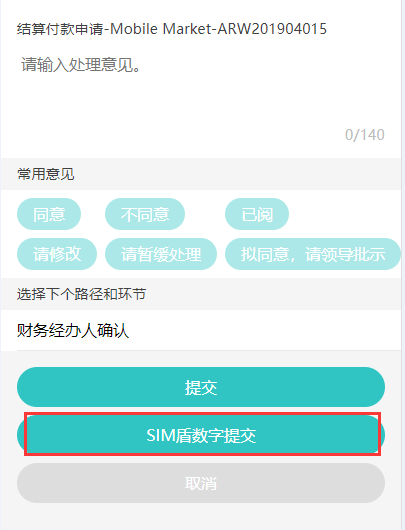 结算付款申请-Mobile Market-ARW201904015
请输入处理意见。
0/140
常用意见
同意 不同意 已阅
请修改 请暂缓处理 拟同意，请领导批示
选择下个路径和环节
财务经办人确认
提交
SIM盾数字提交
取消